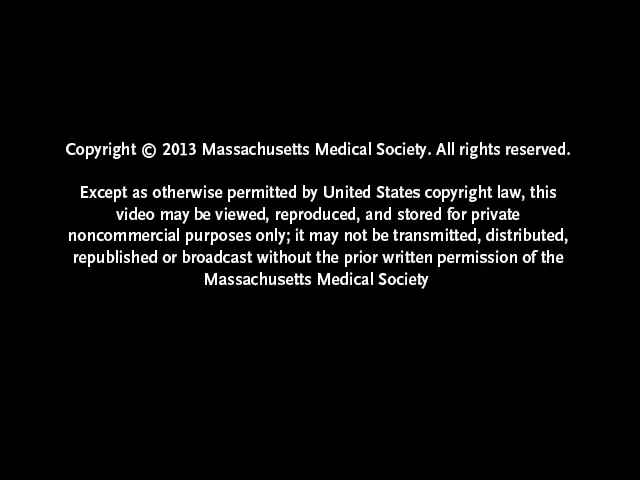 Copyright © 2013 Massachusetts Medical Society. All rights reserved.
Except as otherwise permitted by United States copyright law, this
video may be viewed, reproduced, and stored for private
noncommercial purposes only; it may not be transmitted, distributed,
republished or broadcast without the prior written permission of the
Massachusetts Medical Society